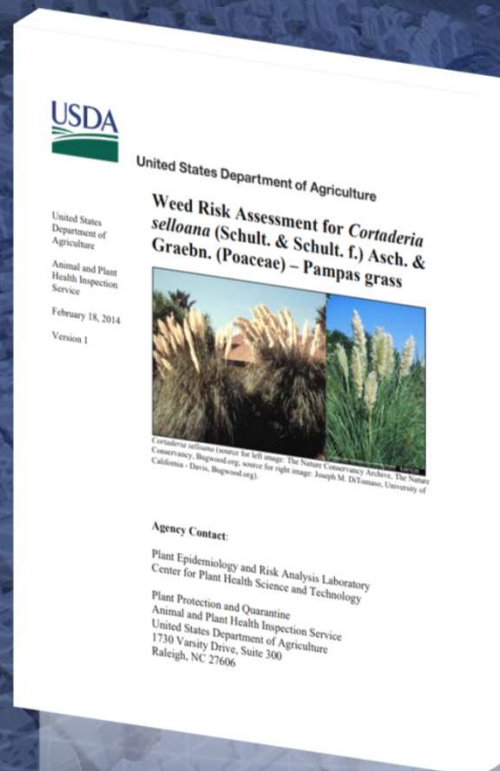 USDA
United States Department of Agriculture
United States
Department of
Agriculture
Animal and Plant
Health Inspection
Service
February 18, 2014
Version 1
Weed Risk Assessment for Cortaderia
selloana (Schult. & Schult. f.) Asch. &
Graebn. (Poaceae) – Pampas grass
Cortaderia selloana (source for left image: The Nature Conservancy Archive, The Nature
Conservancy, Bugwood.org; source for right image: Joseph M. DiTomaso, University of
California - Davis, Bugwood.org).
Agency Contact:
Plant Epidemiology and Risk Analysis Laboratory
Center for Plant Health Science and Technology
Plant Protection and Quarantine
Animal and Plant Health Inspection Service
United States Department of Agriculture
1730 Varsity Drive, Suite 300
Raleigh, NC 27606